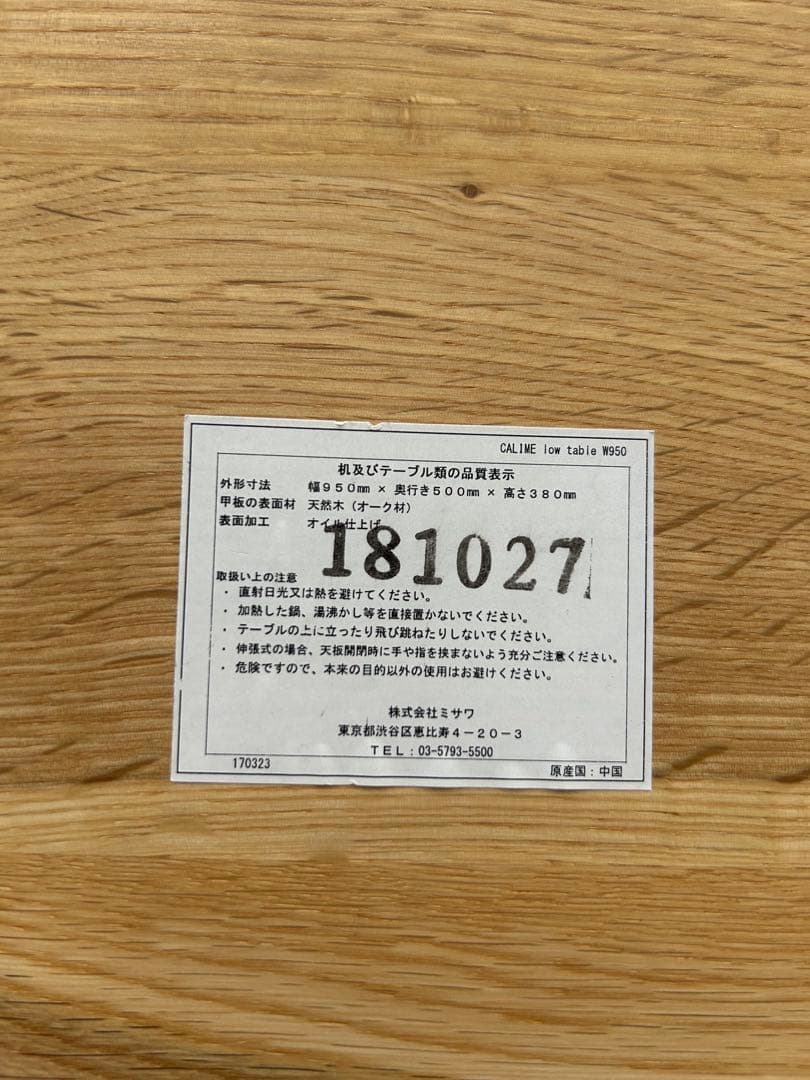 CALIME low table W950
机及びテーブル類の品質表示
外形寸法 幅950mm × 奥行き500mm × 高さ380mm
甲板の表面材 天然木（オーク材）
表面加工 オイル仕上げ
181027
取扱い上の注意
・ 直射日光又は熱を避けてください。
・ 加熱した鍋、湯沸かし等を直接置かないでください。
・ テーブルの上に立ったり飛び跳ねたりしないでください。
・ 伸張式の場合、天板開閉時に手や指を挟まないよう充分ご注意ください。
・ 危険ですので、本来の目的以外の使用はお避けください。
株式会社ミサワ
東京都渋谷区恵比寿4－20－3
TEL：03-5793-5500
170323
原産国：中国